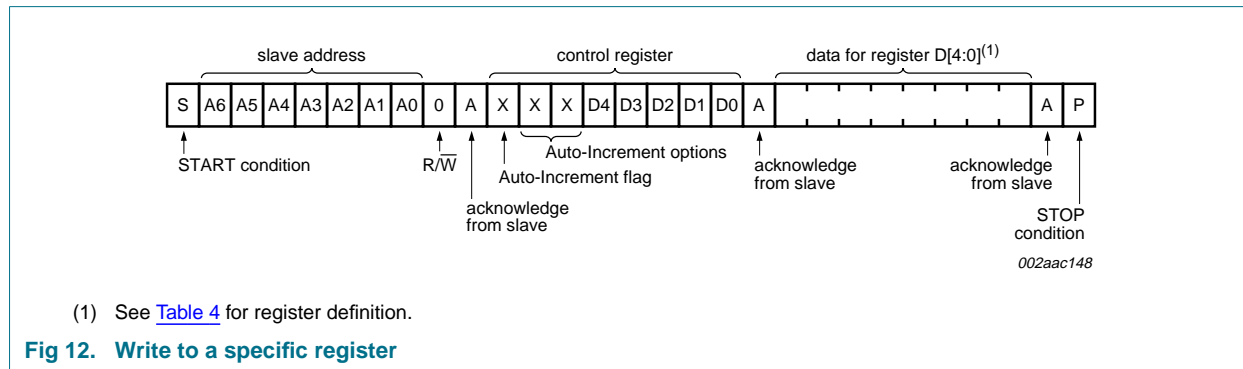 slave address control register data for register D[4:0](1)
S A6 A5 A4 A3 A2 A1 A0 0 A X X X D4 D3 D2 D1 D0 A A P
START condition R/W̅ Auto-Increment options acknowledge from slave acknowledge from slave
Auto-Increment flag
acknowledge from slave
STOP condition
002aac148
(1) See Table 4 for register definition.
Fig 12. Write to a specific register